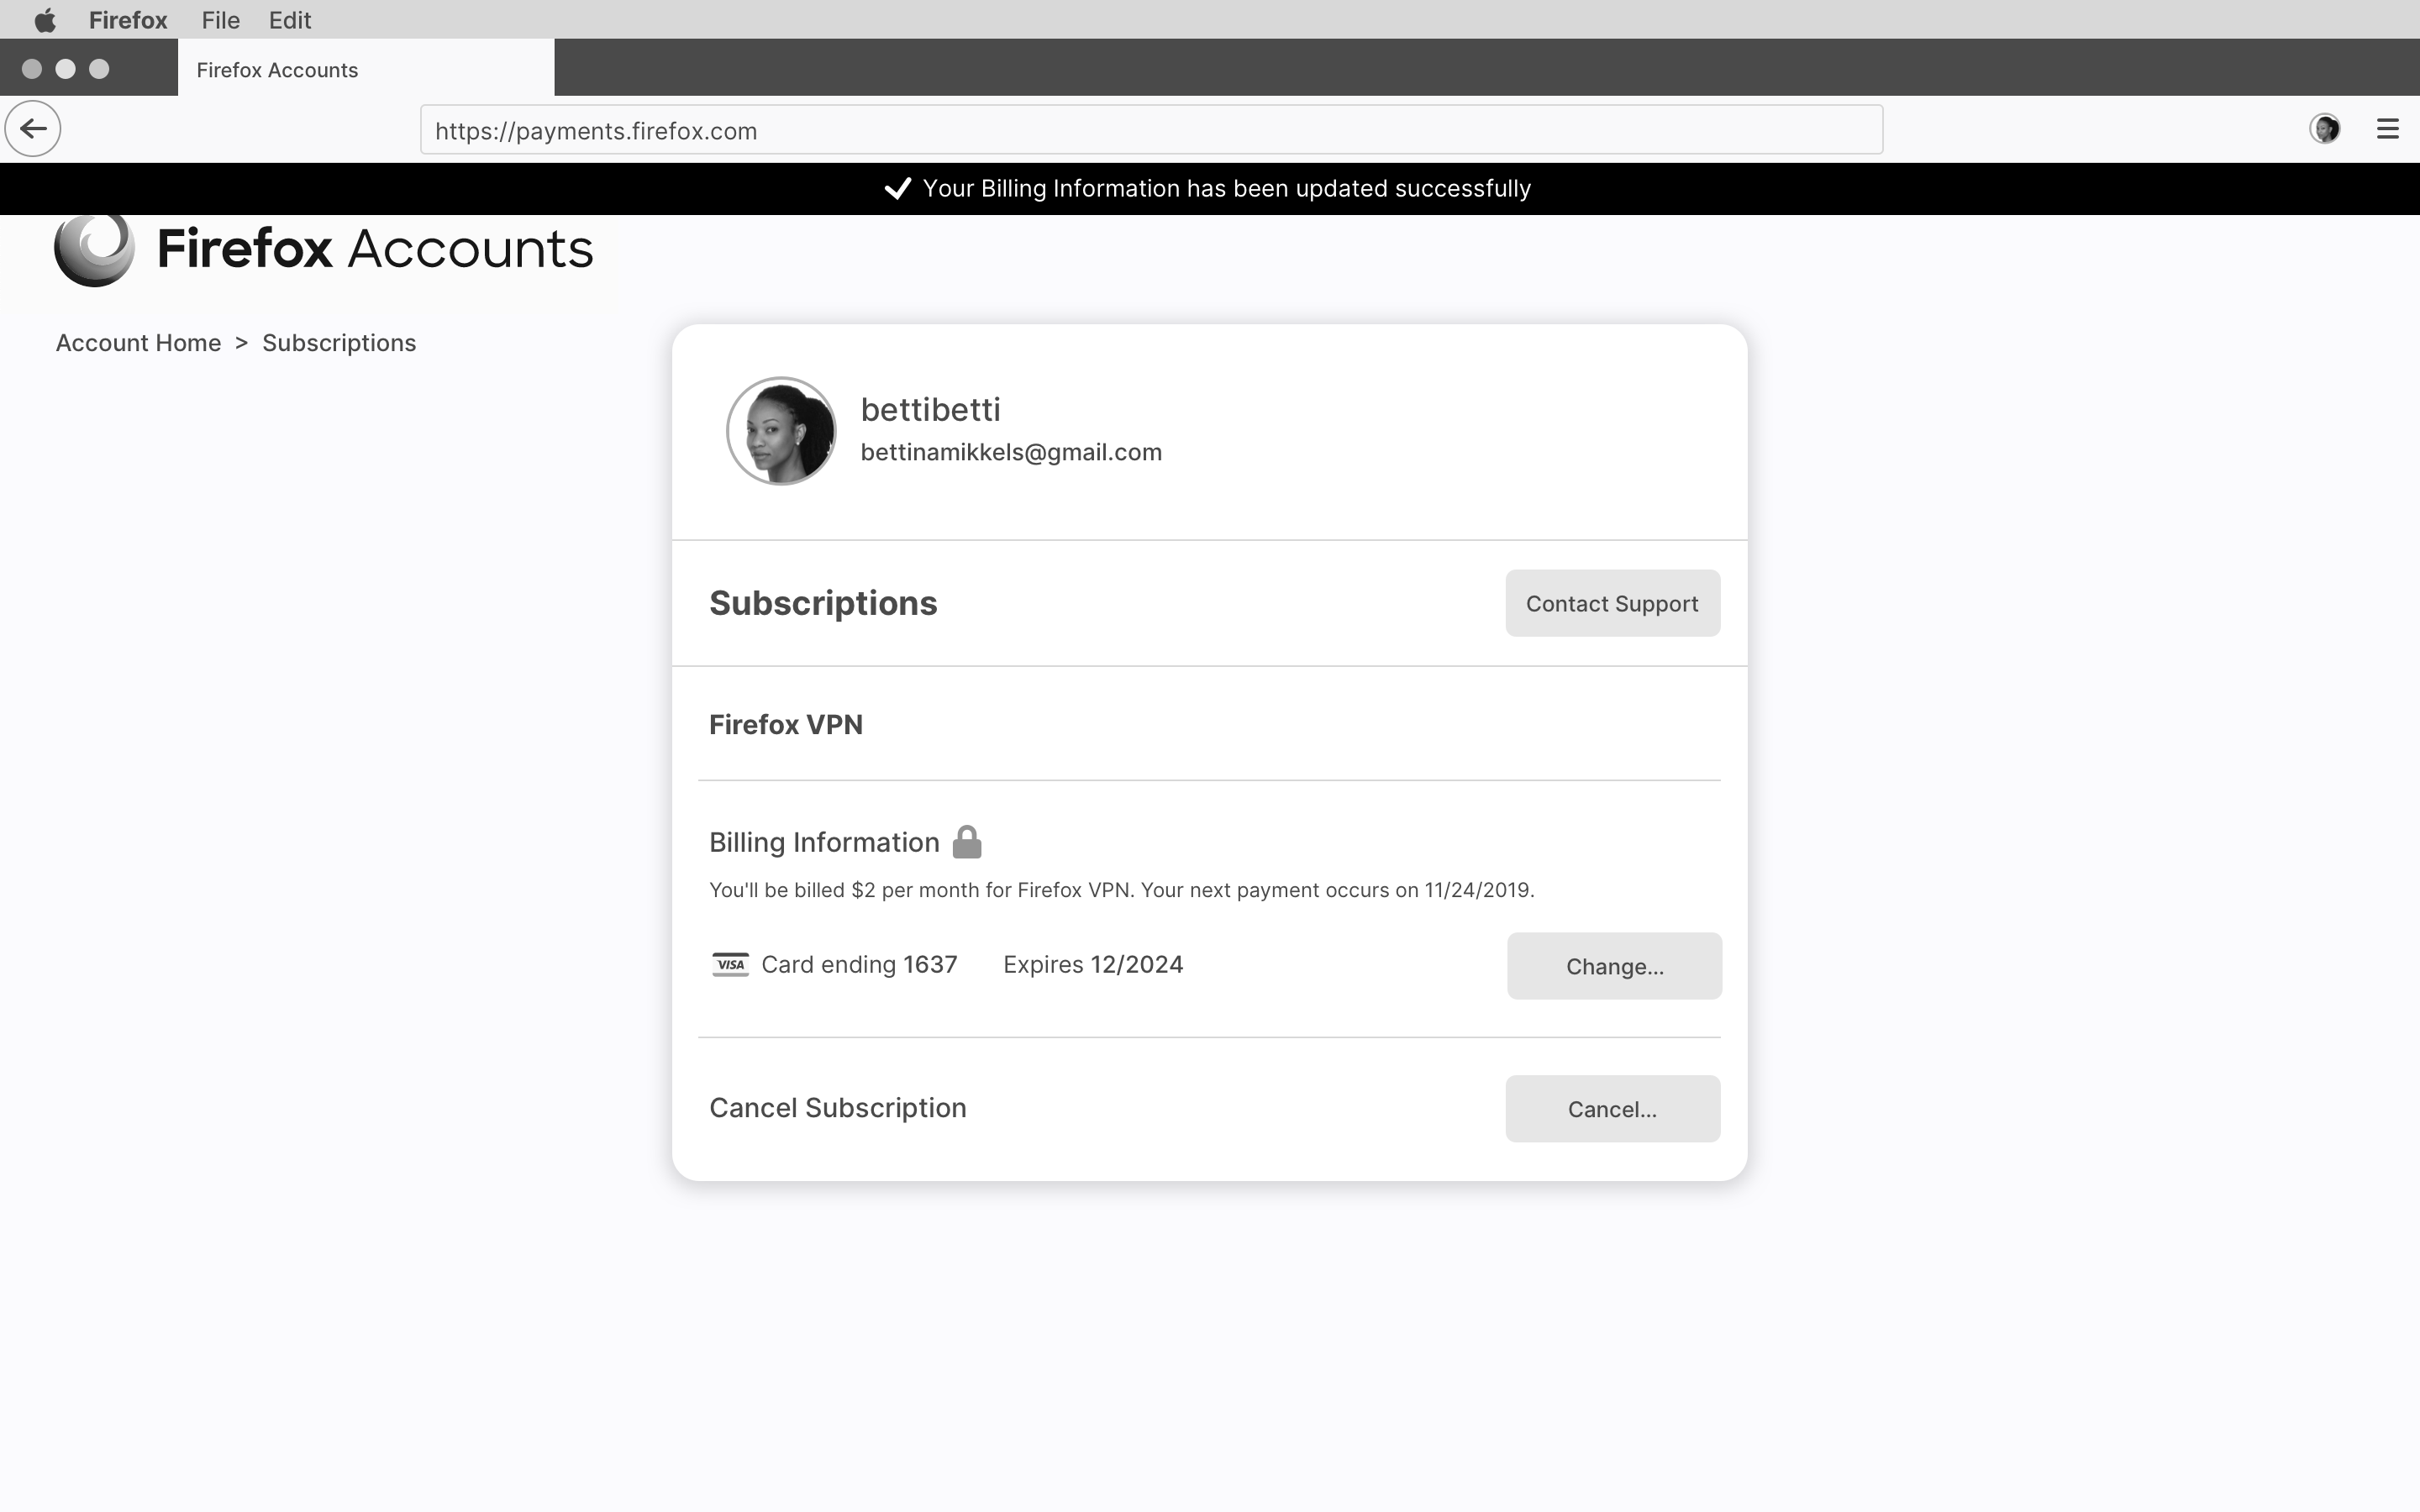 Firefox File Edit
Firefox Accounts
https://payments.firefox.com
Your Billing Information has been updated successfully
Firefox Accounts
Account Home > Subscriptions
bettibetti
bettinamikkels@gmail.com
Subscriptions
Contact Support
Firefox VPN
Billing Information
You'll be billed $2 per month for Firefox VPN. Your next payment occurs on 11/24/2019.
VISA Card ending 1637 Expires 12/2024
Change...
Cancel Subscription
Cancel...